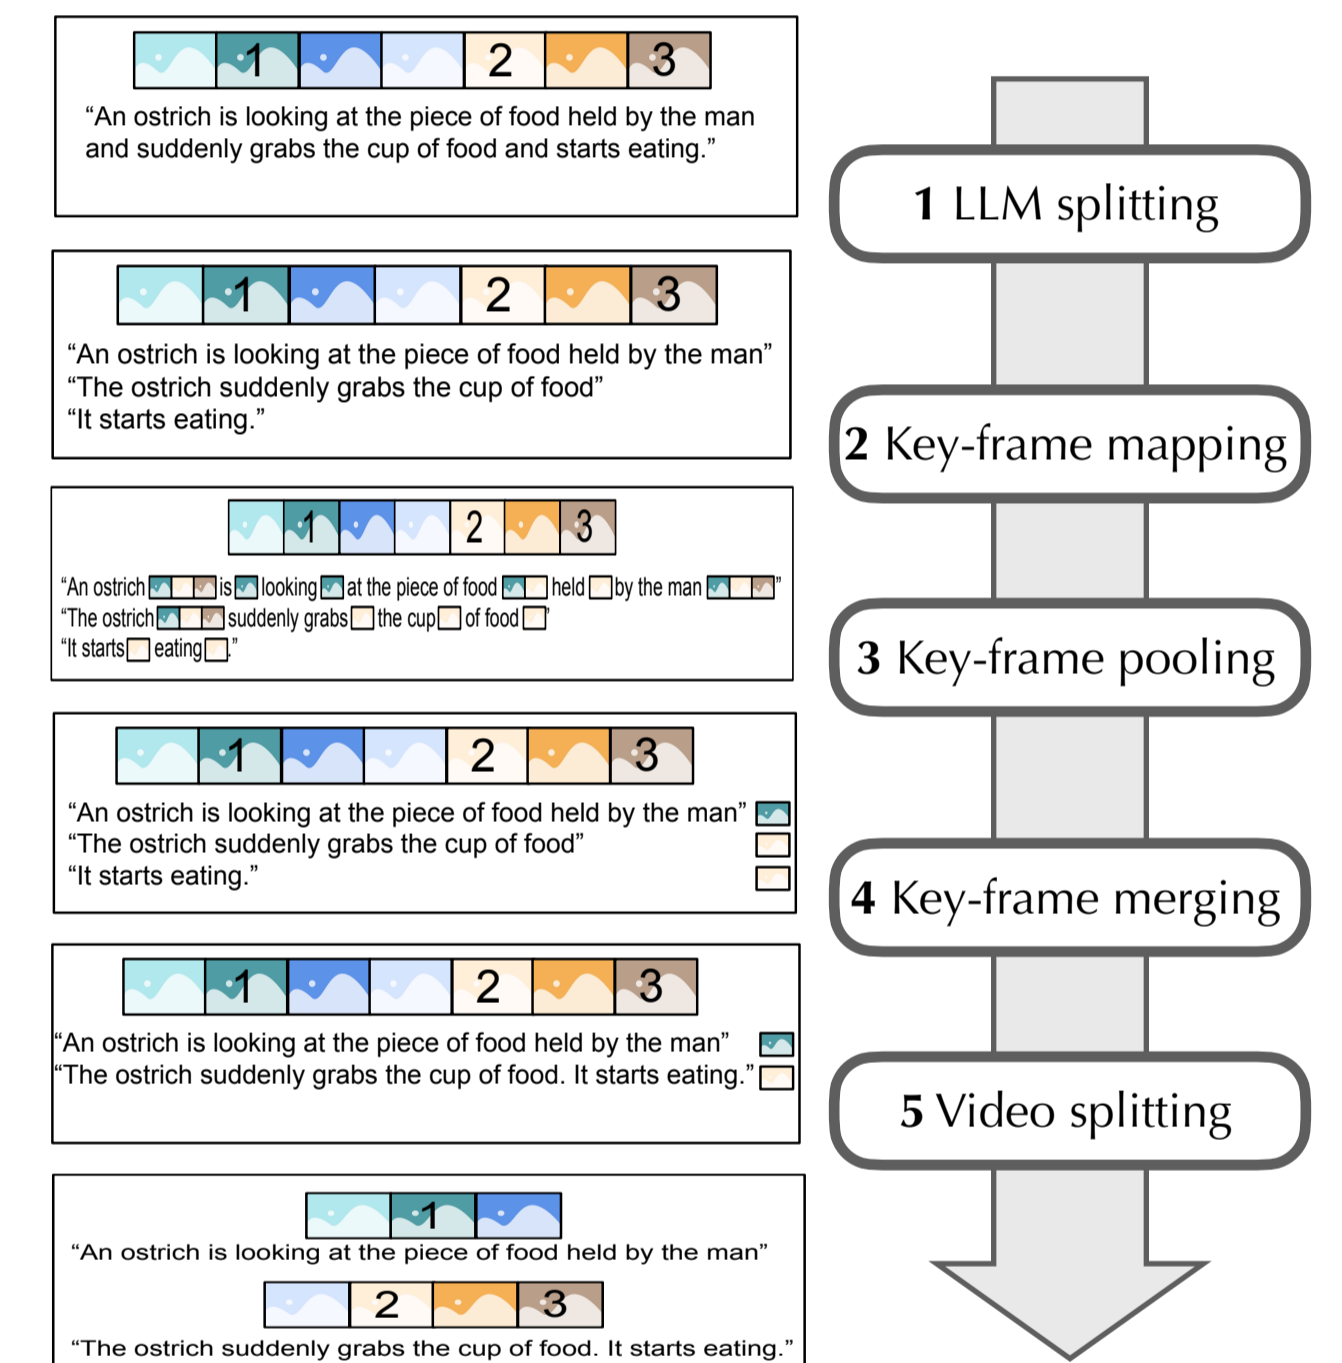 1 2 3
“An ostrich is looking at the piece of food held by the man
and suddenly grabs the cup of food and starts eating.”
1 LLM splitting
1 2 3
“An ostrich is looking at the piece of food held by the man”
“The ostrich suddenly grabs the cup of food”
“It starts eating.”
2 Key-frame mapping
1 2 3
“An ostrich is looking at the piece of food held by the man ”
“The ostrich suddenly grabs the cup of food ”
“It starts eating .”
3 Key-frame pooling
1 2 3
“An ostrich is looking at the piece of food held by the man”
“The ostrich suddenly grabs the cup of food”
“It starts eating.”
4 Key-frame merging
1 2 3
“An ostrich is looking at the piece of food held by the man”
“The ostrich suddenly grabs the cup of food. It starts eating.”
5 Video splitting
1
“An ostrich is looking at the piece of food held by the man”
2 3
“The ostrich suddenly grabs the cup of food. It starts eating.”